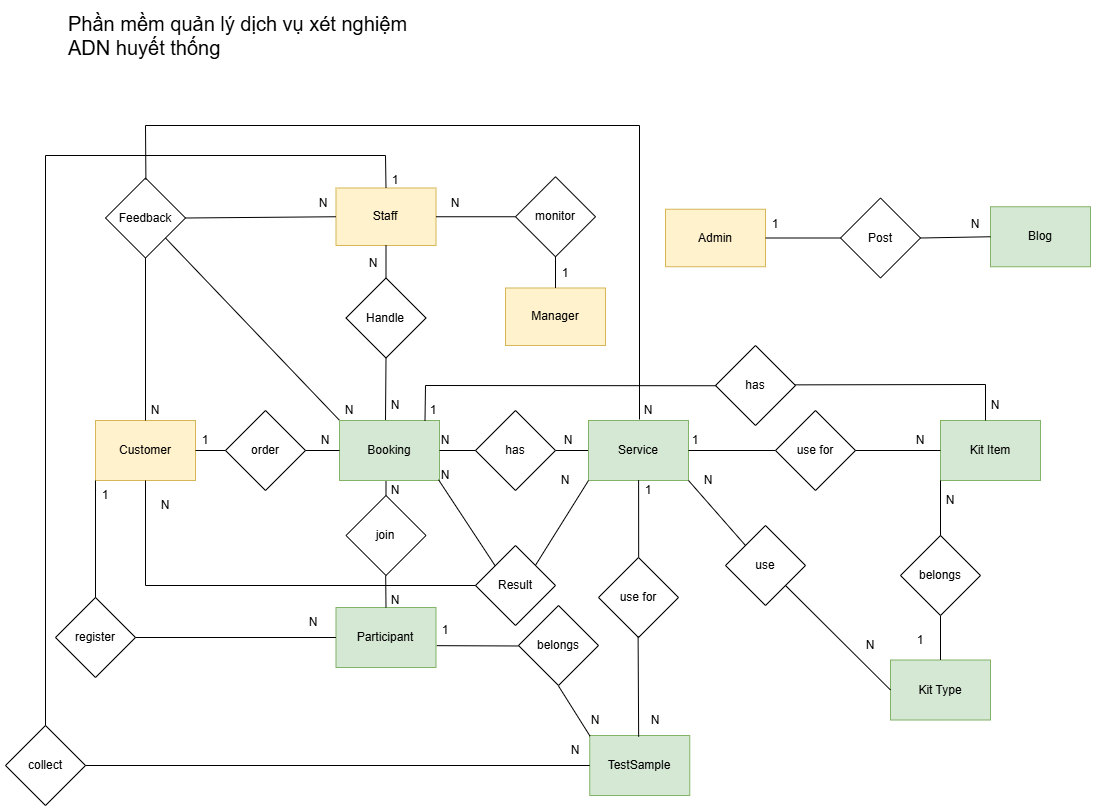 Phần mềm quản lý dịch vụ xét nghiệm
ADN huyết thống
1
N
Staff
N
monitor
Feedback
1
Admin
Post
N
Blog
N
1
Handle
Manager
has
N
N
N
1
N
N
Customer
1
order
N
Booking
N
has
N
Service
1
use for
N
Kit Item
1
N
N
N
N
1
N
N
join
use
belongs
Result
use for
N
register
N
Participant
1
belongs
N
1
Kit Type
N
N
N
collect
TestSample